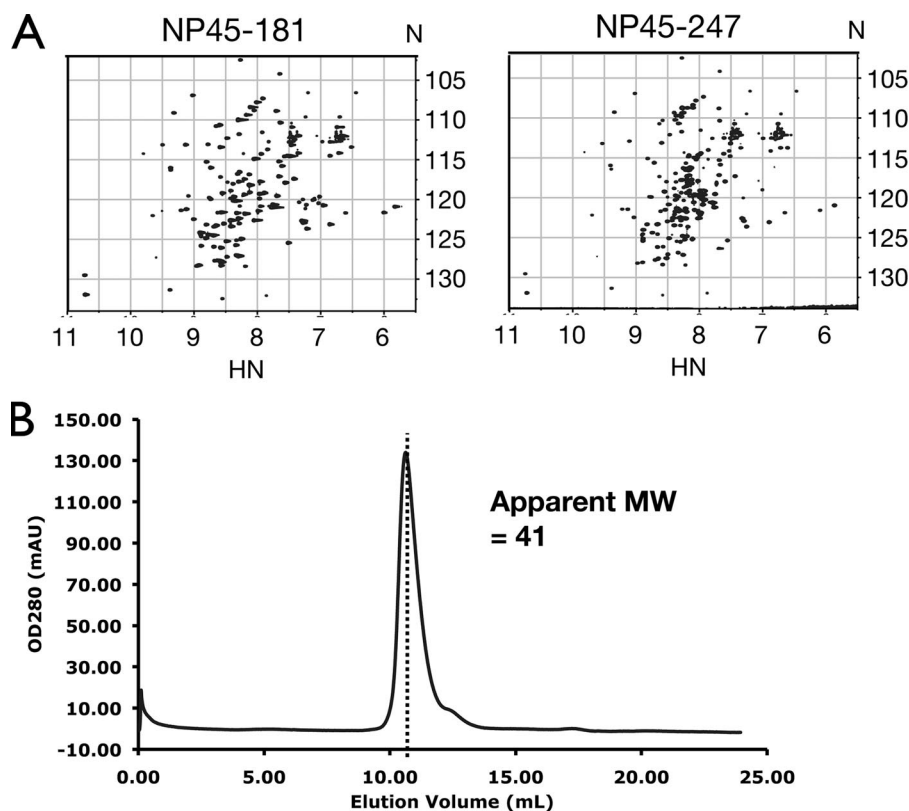 A
NP45-181
N
105
110
115
120
125
130
11 10 9 8 7 6
HN
NP45-247
N
105
110
115
120
125
130
11 10 9 8 7 6
HN
B
150.00
130.00
110.00
90.00
70.00
50.00
30.00
10.00
-10.00
OD280 (mAU)
Apparent MW
= 41
0.00 5.00 10.00 15.00 20.00 25.00
Elution Volume (mL)